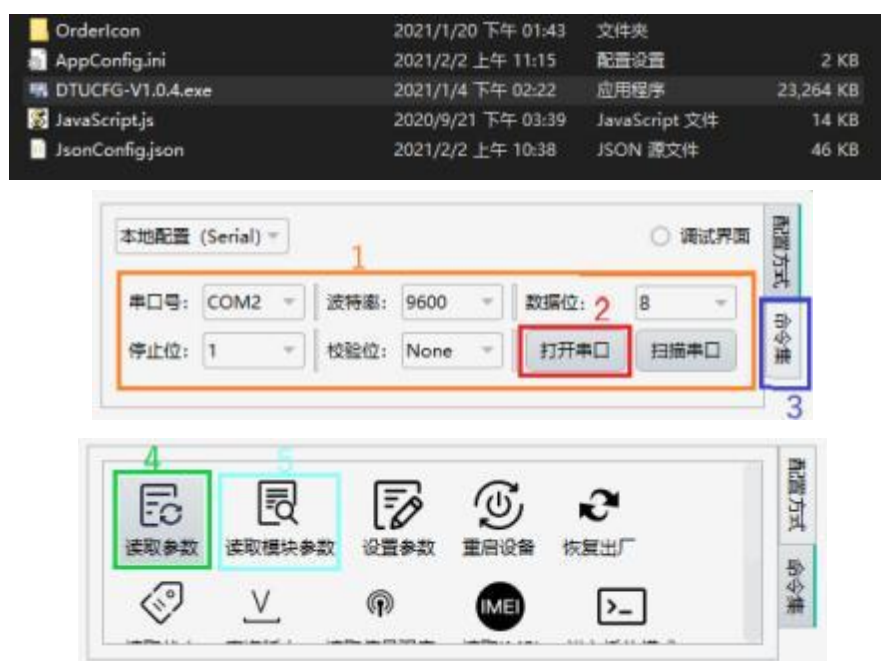 OrderIcon 2021/1/20 下午 01:43 文件夹
AppConfig.ini 2021/2/2 上午 11:15 配置设置 2 KB
DTUCFG-V1.0.4.exe 2021/1/4 下午 02:22 应用程序 23,264 KB
JavaScript.js 2020/9/21 下午 03:39 JavaScript 文件 14 KB
JsonConfig.json 2021/2/2 上午 10:38 JSON 源文件 46 KB
本地配置 (Serial) 调试界面
1
串口号: COM2 波特率: 9600 数据位: 8
2
停止位: 1 校验位: None 打开串口 扫描串口
配置方式
命令集
3
4 5
读取参数 读取模块参数 设置参数 重启设备 恢复出厂
V IMEI >_
配置方式
命令集